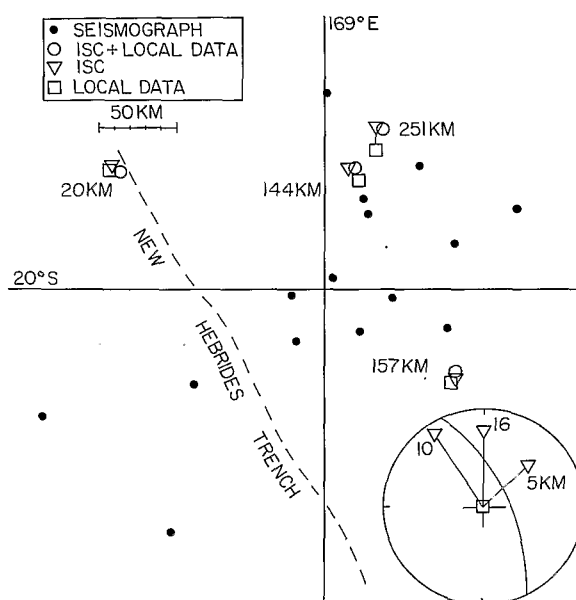 SEISMOGRAPH
ISC+LOCAL DATA
ISC
LOCAL DATA
50KM
169°E
251KM
144KM
20KM
NEW
20°S
HEBRIDES
TRENCH
157KM
16
10
5KM